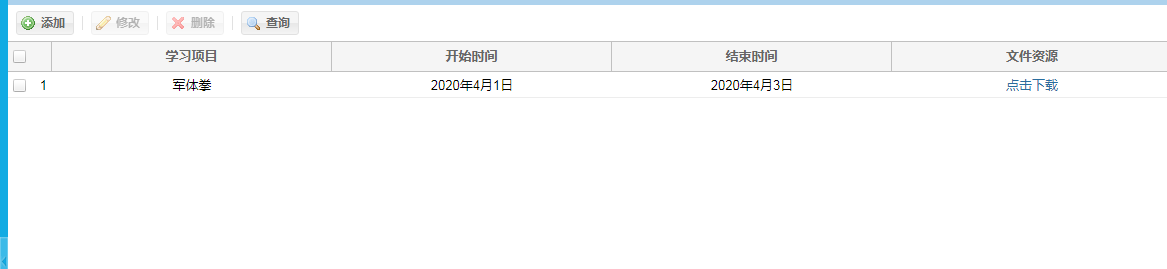 添加 修改 删除 查询
学习项目 开始时间 结束时间 文件资源
1 军体拳 2020年4月1日 2020年4月3日 点击下载